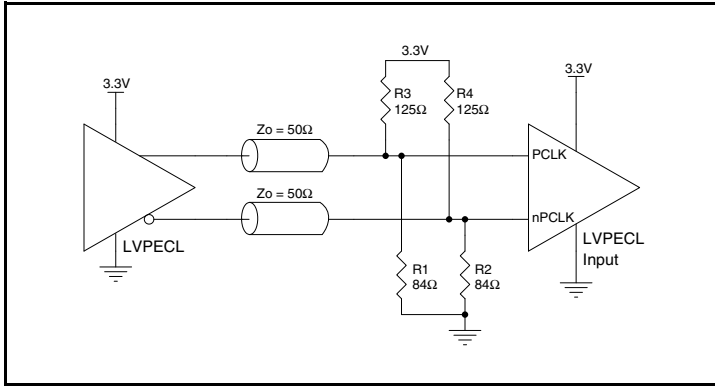 3.3V
3.3V
3.3V
R3
125Ω
R4
125Ω
Zo = 50Ω
PCLK
Zo = 50Ω
nPCLK
LVPECL
LVPECL
Input
R1
84Ω
R2
84Ω